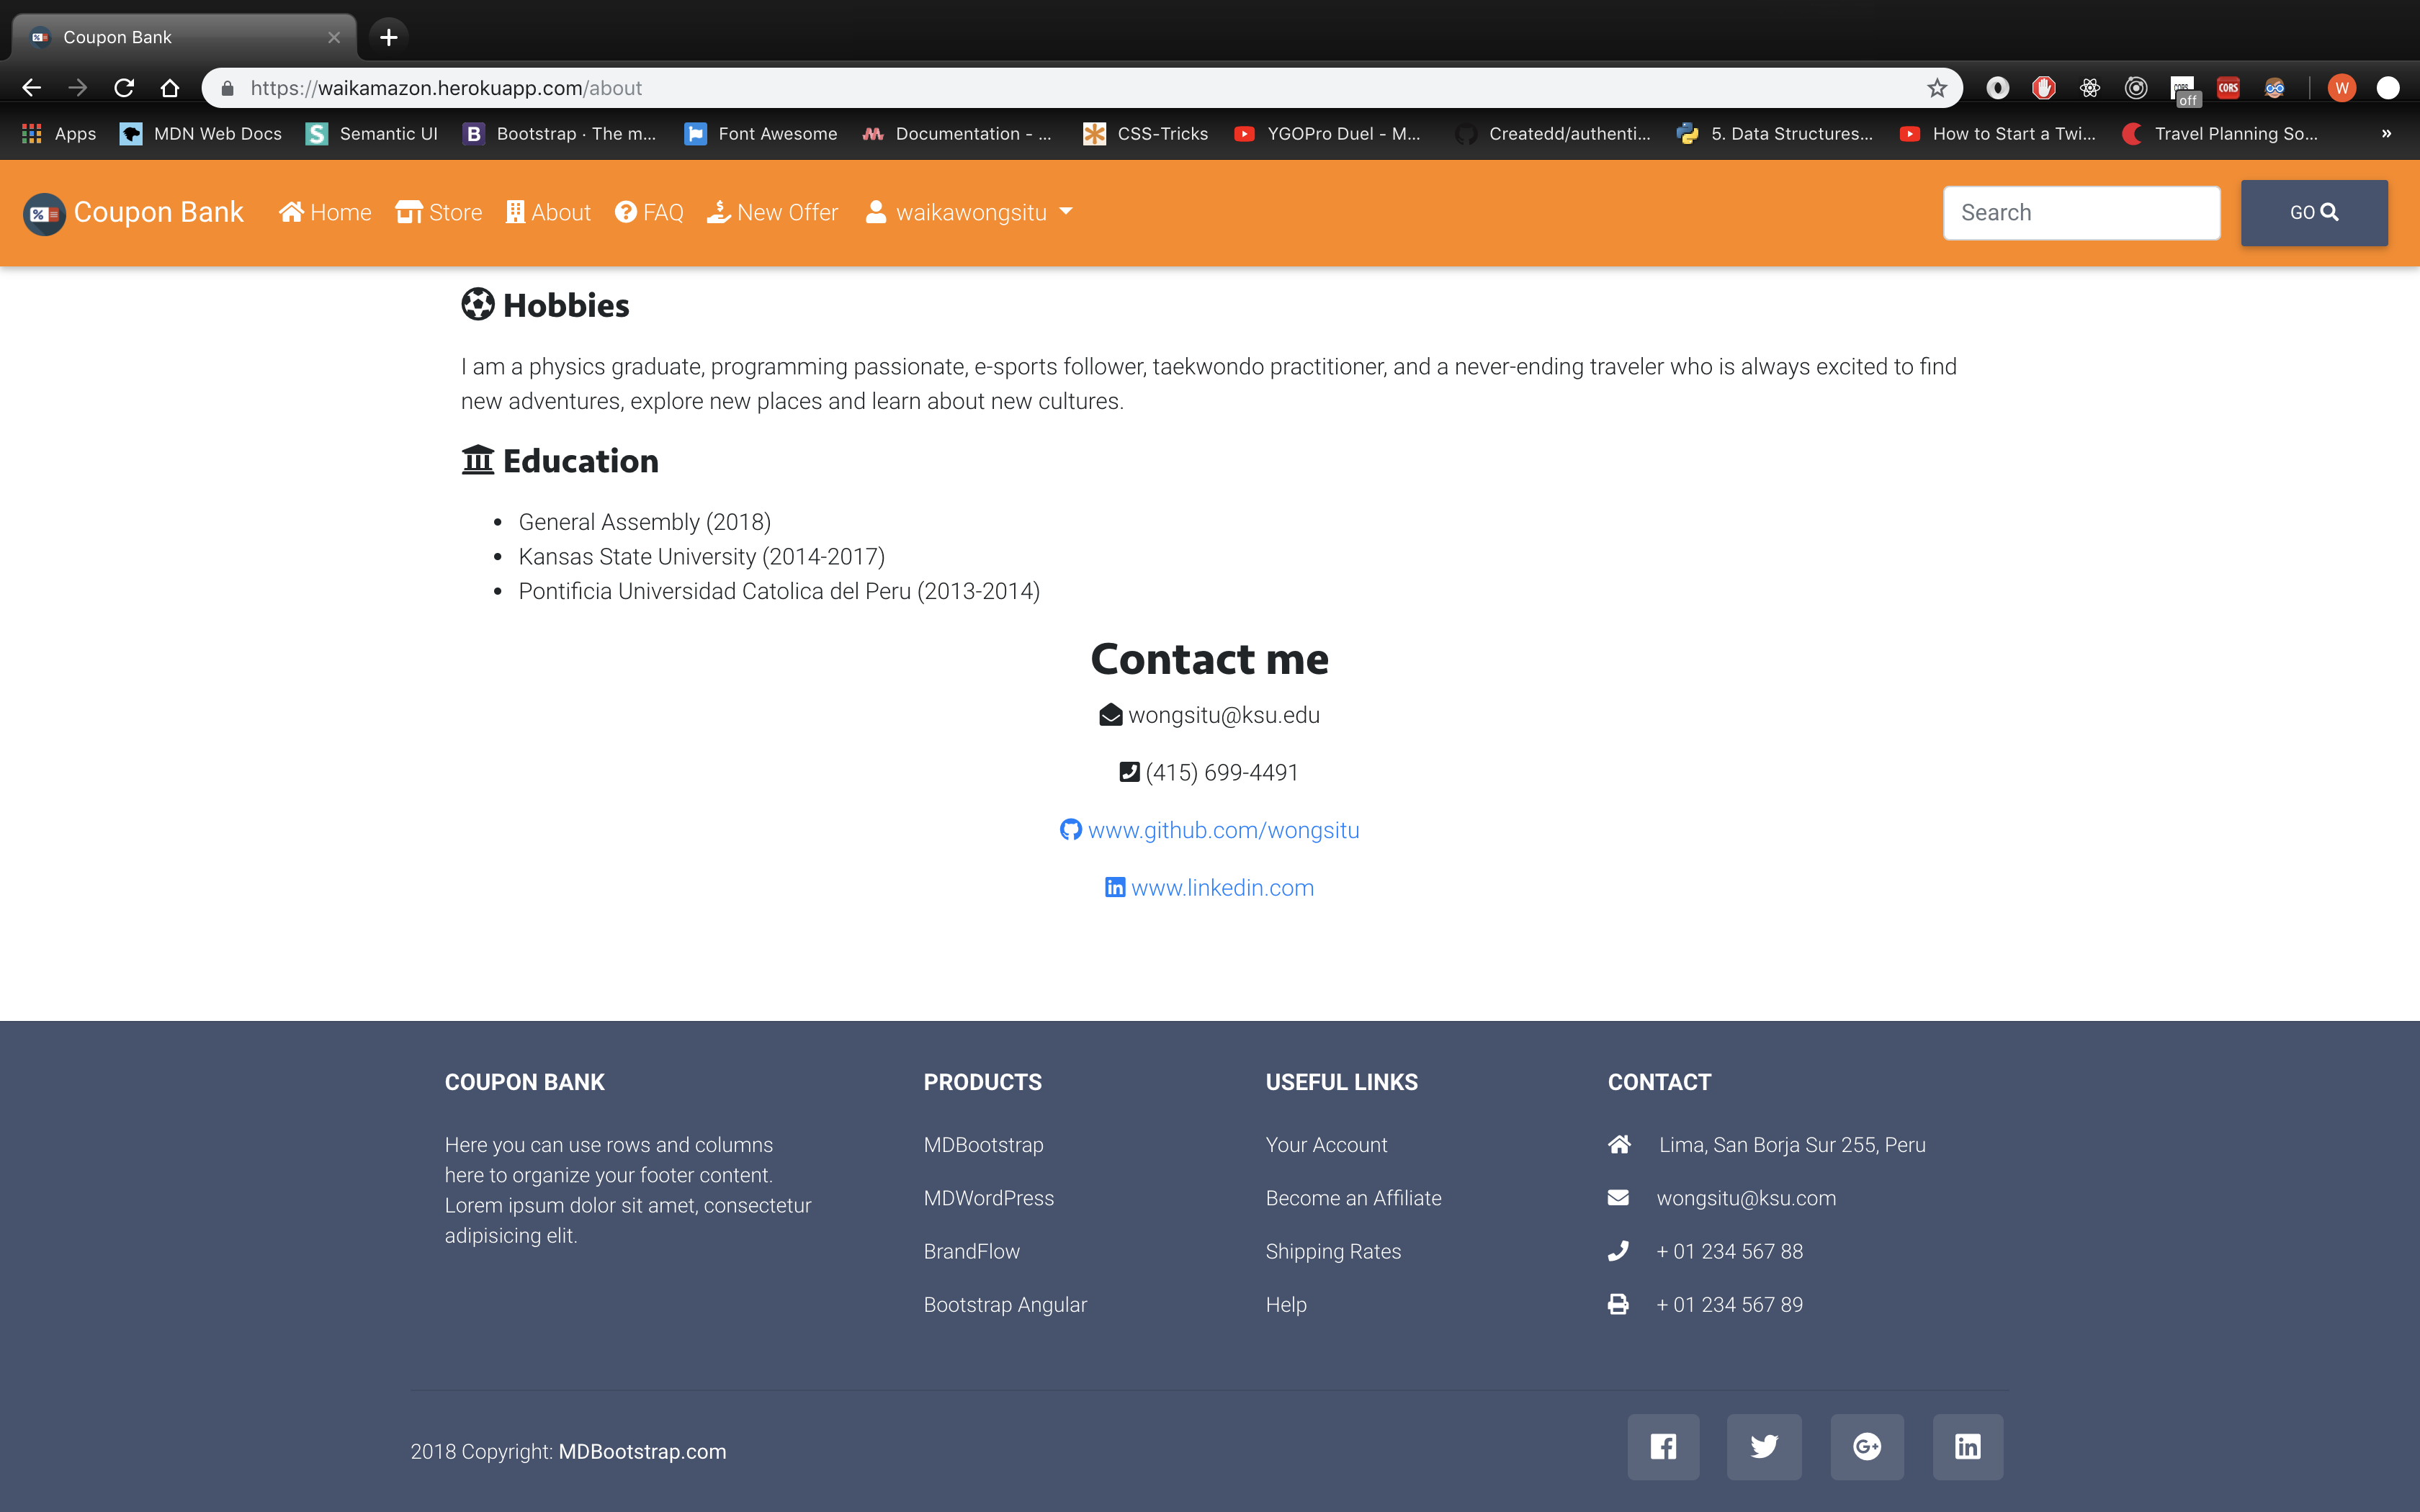 Coupon Bank
https://waikamazon.herokuapp.com/about
off
CORS
W
Apps
MDN Web Docs
S Semantic UI
B Bootstrap · The m...
Font Awesome
Documentation - ...
CSS-Tricks
YGOPro Duel - M...
Createdd/authenti...
5. Data Structures...
How to Start a Twi...
Travel Planning So...
»
% Coupon Bank
Home
Store
About
? FAQ
New Offer
waikawongsitu
Search
GO
Hobbies
I am a physics graduate, programming passionate, e-sports follower, taekwondo practitioner, and a never-ending traveler who is always excited to find
new adventures, explore new places and learn about new cultures.
Education
• General Assembly (2018)
• Kansas State University (2014-2017)
• Pontificia Universidad Catolica del Peru (2013-2014)
Contact me
wongsitu@ksu.edu
(415) 699-4491
www.github.com/wongsitu
in www.linkedin.com
COUPON BANK
Here you can use rows and columns
here to organize your footer content.
Lorem ipsum dolor sit amet, consectetur
adipisicing elit.
PRODUCTS
MDBootstrap
MDWordPress
BrandFlow
Bootstrap Angular
USEFUL LINKS
Your Account
Become an Affiliate
Shipping Rates
Help
CONTACT
Lima, San Borja Sur 255, Peru
wongsitu@ksu.com
+ 01 234 567 88
+ 01 234 567 89
2018 Copyright: MDBootstrap.com
G+
in